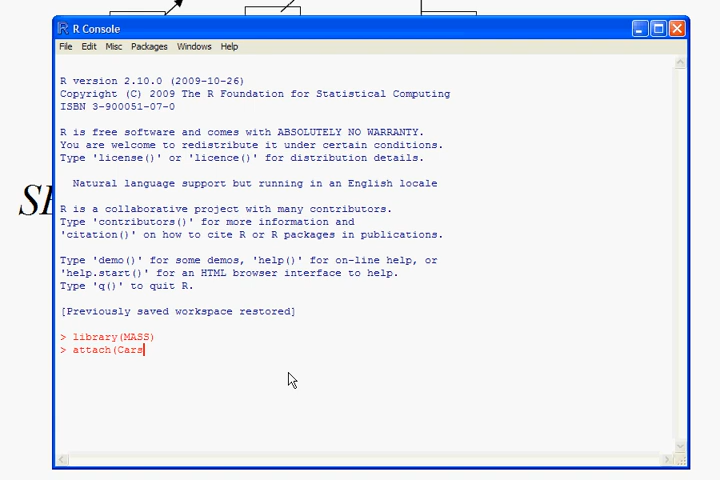 R Console
File Edit Misc Packages Windows Help
R version 2.10.0 (2009-10-26)
Copyright (C) 2009 The R Foundation for Statistical Computing
ISBN 3-900051-07-0
R is free software and comes with ABSOLUTELY NO WARRANTY.
You are welcome to redistribute it under certain conditions.
Type 'license()' or 'licence()' for distribution details.
Natural language support but running in an English locale
R is a collaborative project with many contributors.
Type 'contributors()' for more information and
'citation()' on how to cite R or R packages in publications.
Type 'demo()' for some demos, 'help()' for on-line help, or
'help.start()' for an HTML browser interface to help.
Type 'q()' to quit R.
[Previously saved workspace restored]
> library(MASS)
> attach(Cars